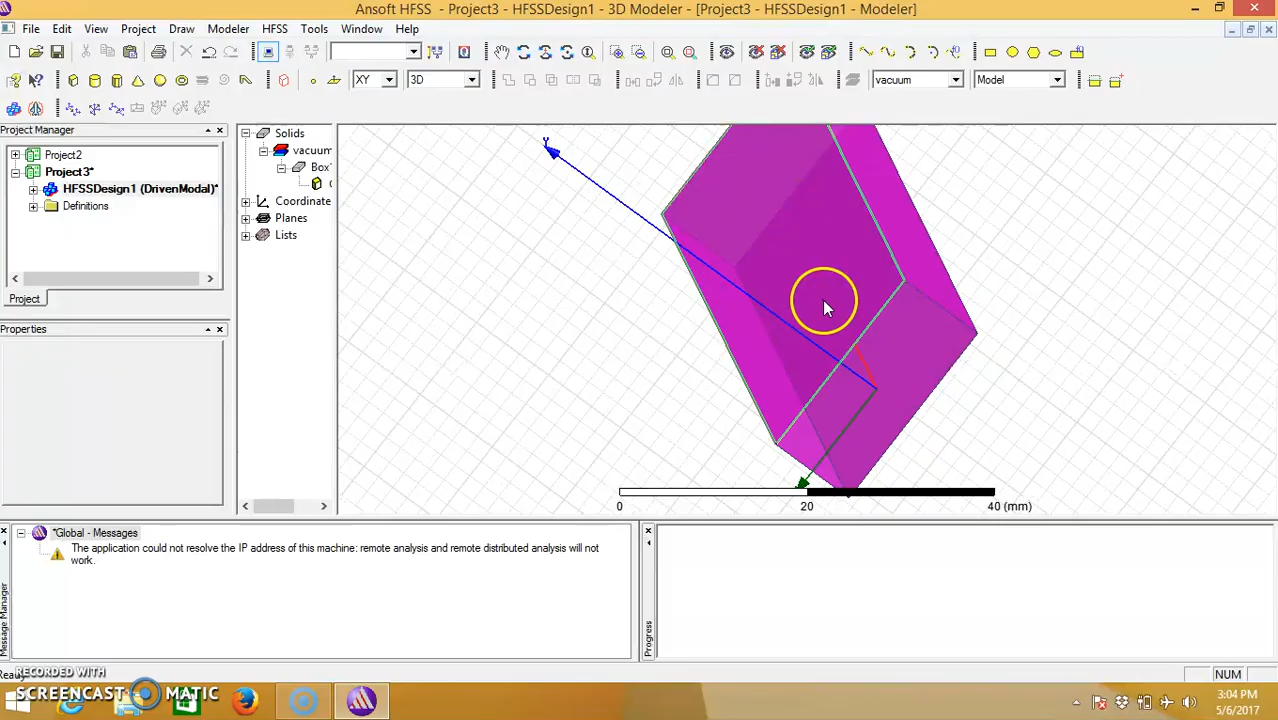 Ansoft HFSS - Project3 - HFSSDesign1 - 3D Modeler - [Project3 - HFSSDesign1 - Modeler]
File Edit View Project Draw Modeler HFSS Tools Window Help
XY 3D vacuum Model
Project Manager
Project2
Project3*
HFSSDesign1 (DrivenModal)*
Definitions
Project
Properties
Solids
vacuum
Box
Coordinate
Planes
Lists
Y
0 20 40 (mm)
*Global - Messages
The application could not resolve the IP address of this machine: remote analysis and remote distributed analysis will not
work.
Message Manager
Progress
Ready
NUM
RECORDED WITH
SCREENCAST MATIC
3:04 PM
5/6/2017